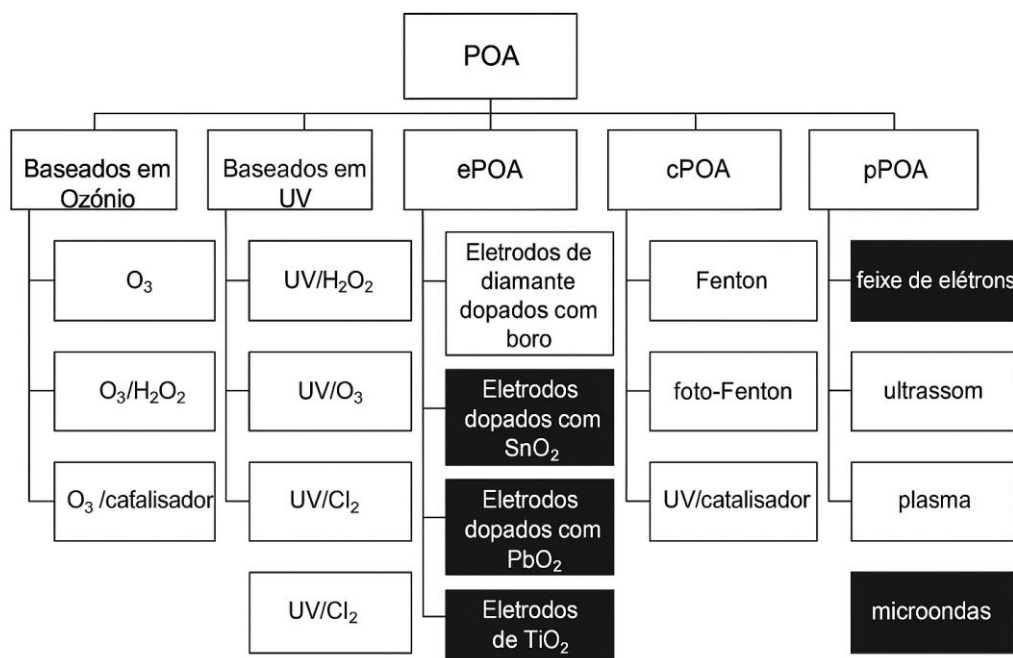 POA
Baseados em
Ozónio
Baseados em
UV
ePOA
cPOA
pPOA
O₃
O₃/H₂O₂
O₃ /cafalisador
UV/H₂O₂
UV/O₃
UV/Cl₂
UV/Cl₂
Eletrodos de
diamante
dopados com
boro
Eletrodos
dopados com
SnO₂
Eletrodos
dopados com
PbO₂
Eletrodos
de TiO₂
Fenton
foto-Fenton
UV/catalisador
feixe de elétrons
ultrassom
plasma
microondas